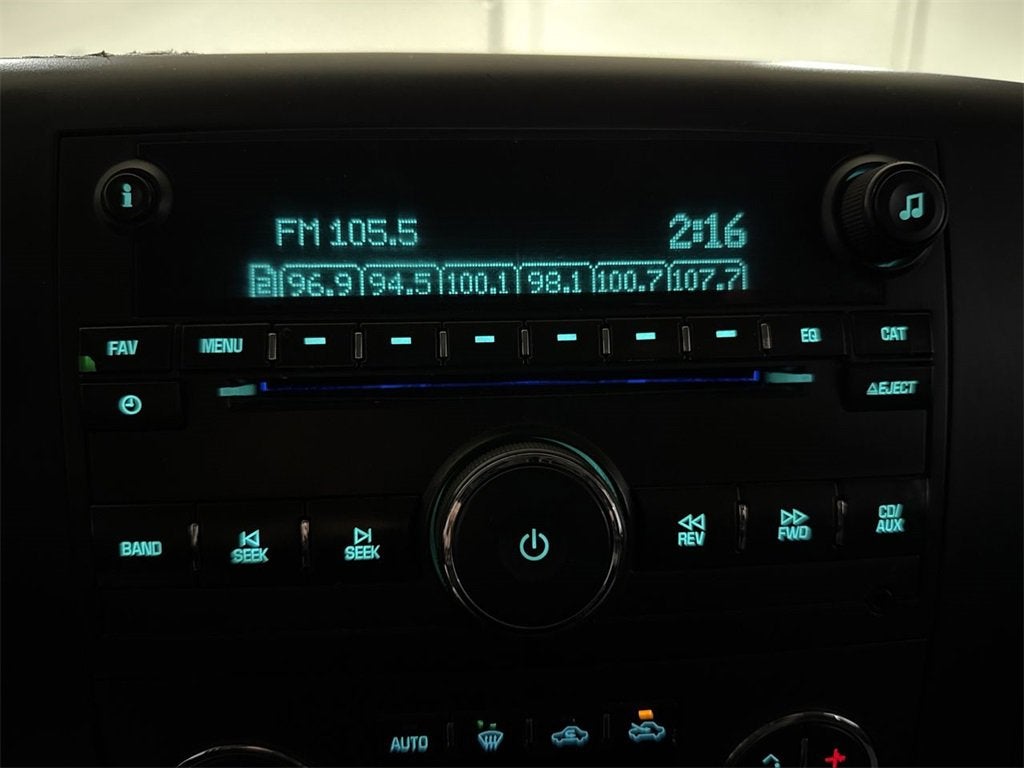 i
FM 105.5 2:16
2 96.9 94.5 100.1 98.1 100.7 107.7
FAV MENU EQ CAT
EJECT
BAND SEEK SEEK REV FWD CD/
AUX
AUTO